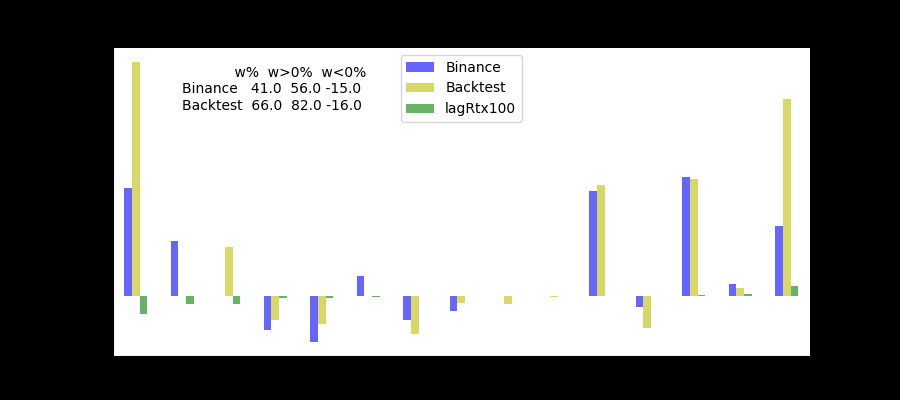 w% w>0% w<0%
Binance 41.0 56.0 -15.0
Backtest 66.0 82.0 -16.0
Binance
Backtest
lagRtx100